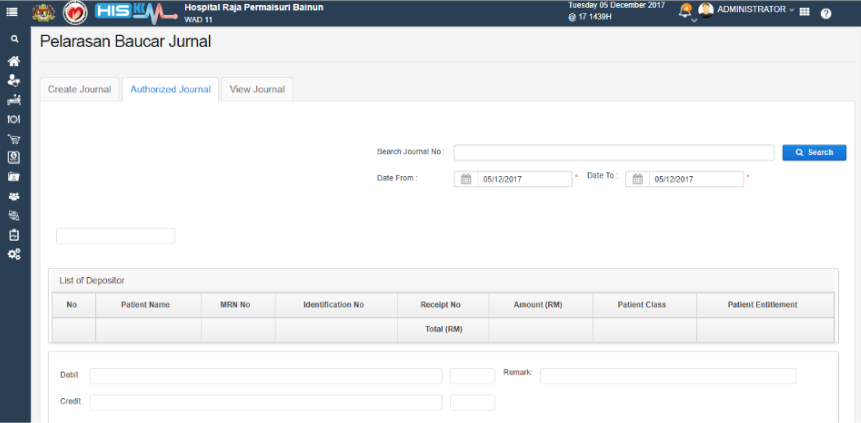 HIS KKM
Hospital Raja Permaisuri Bainun
WAD 11
Tuesday 05 December 2017
@ 17 1439H
ADMINISTRATOR
Pelarasan Baucar Jurnal
Create Journal Authorized Journal View Journal
Search Journal No :
Search
Date From : 05/12/2017 * Date To : 05/12/2017 *
List of Depositor
No Patient Name MRN No Identification No Receipt No Amount (RM) Patient Class Patient Entitlement
Total (RM)
Debit Remark:
Credit